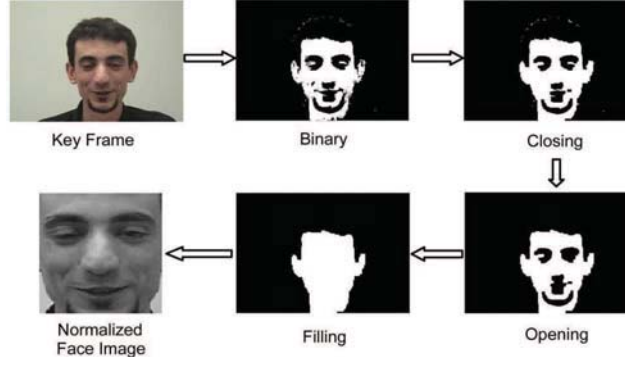 Key Frame
Binary
Closing
Normalized
Face Image
Filling
Opening